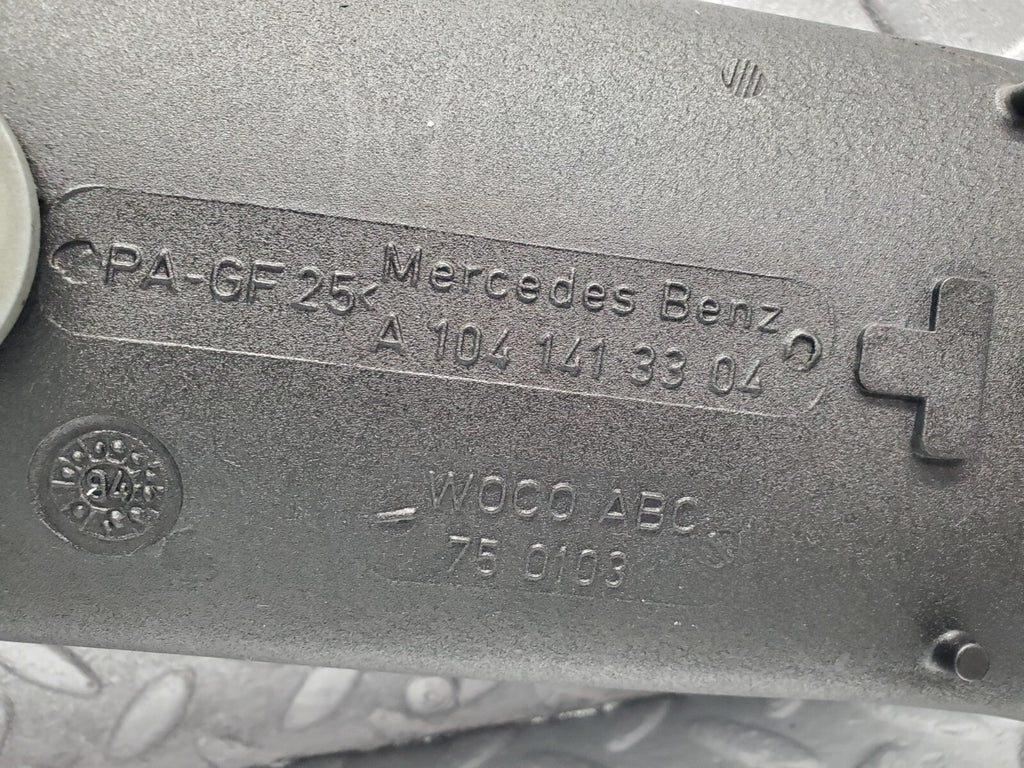 >PA-GF 25<
Mercedes Benz
A 104 141 33 04
WOCO ABC
75 0103